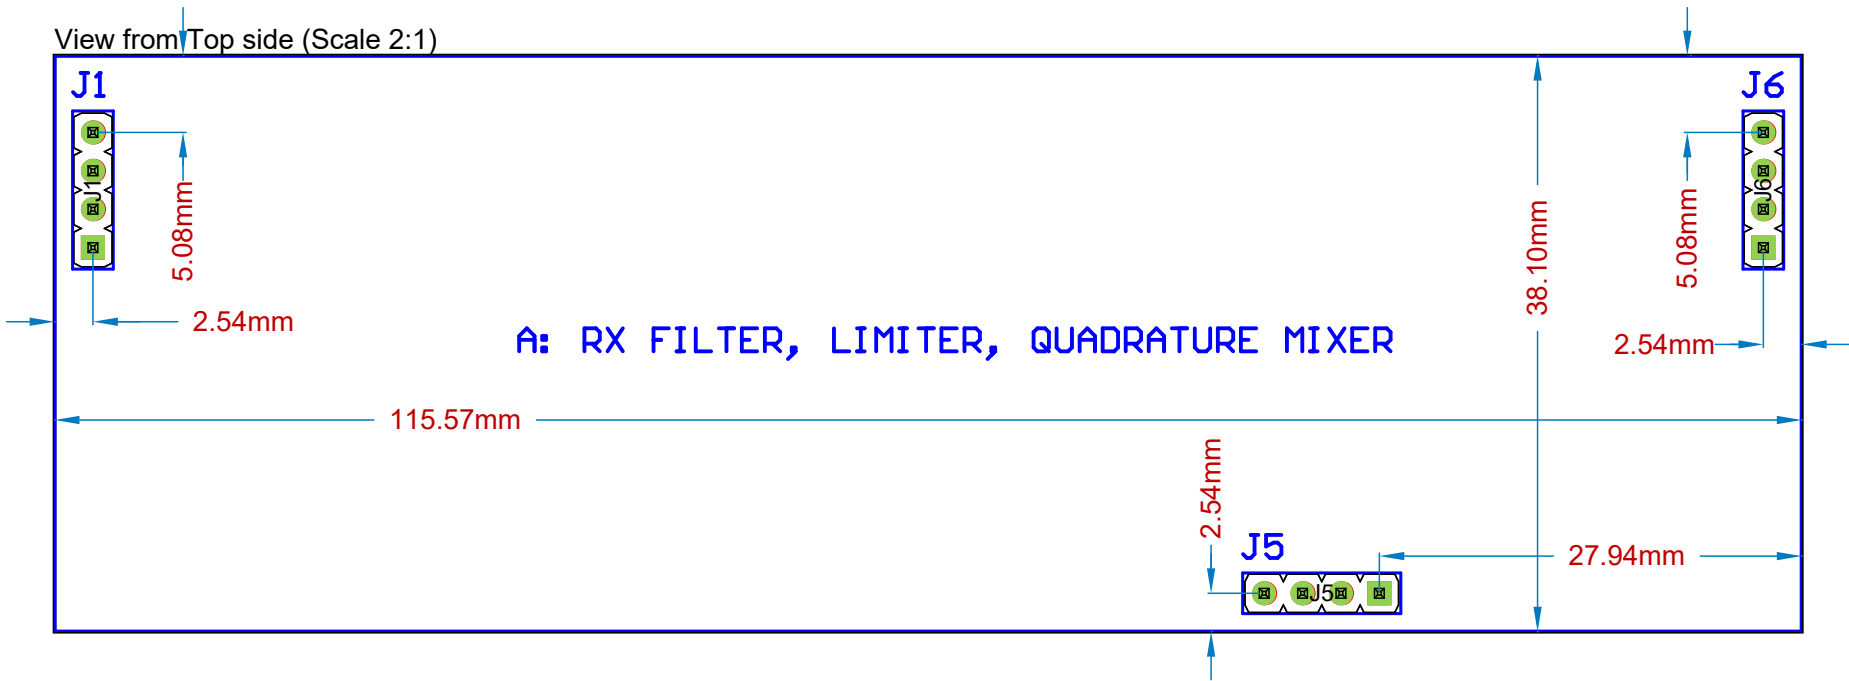 View from Top side (Scale 2:1)
J1
J6
J1
J6
5.08mm
5.08mm
38.10mm
2.54mm
A: RX FILTER, LIMITER, QUADRATURE MIXER
2.54mm
115.57mm
2.54mm
J5
27.94mm
J5